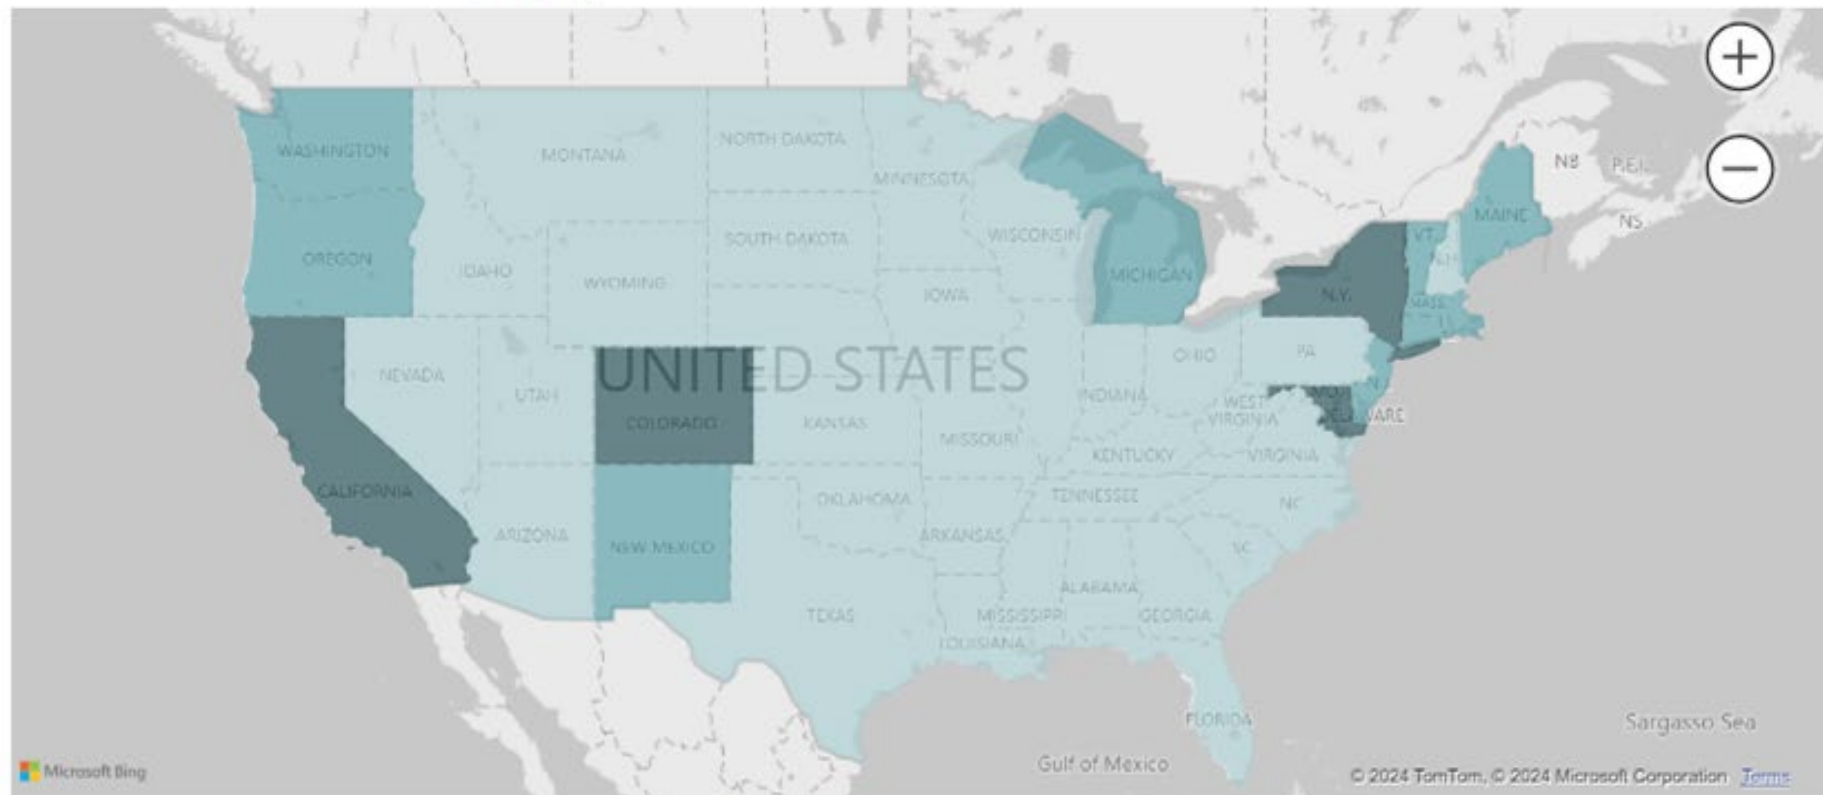 NB
P.E.I.
WASHINGTON
MONTANA
NORTH DAKOTA
MINNESOTA
NS
MAINE
SOUTH DAKOTA
WISCONSIN
VT.
N.H.
OREGON
IDAHO
WYOMING
MICHIGAN
IOWA
N.Y.
MASS.
UNITED STATES
OHIO
PA
NEVADA
UTAH
INDIANA
WEST
VIRGINIA
COLORADO
KANSAS
MISSOURI
KENTUCKY
VIRGINIA
CALIFORNIA
OKLAHOMA
TENNESSEE
NC
ARIZONA
NEW MEXICO
ARKANSAS
SC
ALABAMA
TEXAS
MISSISSIPPI
GEORGIA
LOUISIANA
FLORIDA
Sargasso Sea
Gulf of Mexico
Microsoft Bing
© 2024 TomTom, © 2024 Microsoft Corporation Terms